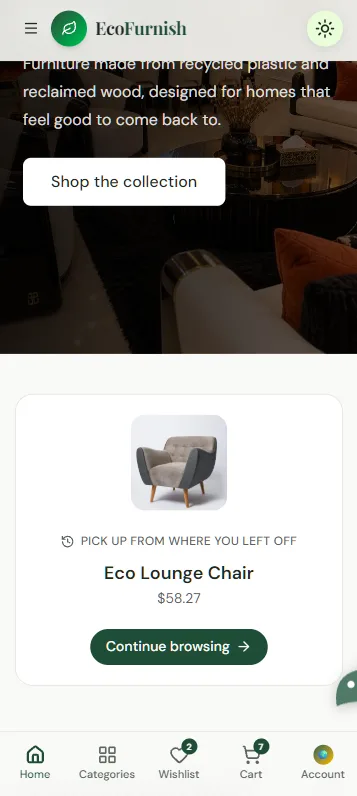 EcoFurnish
Furniture made from recycled plastic and
reclaimed wood, designed for homes that
feel good to come back to.
Shop the collection
PICK UP FROM WHERE YOU LEFT OFF
Eco Lounge Chair
$58.27
Continue browsing →
2
7
Home Categories Wishlist Cart Account